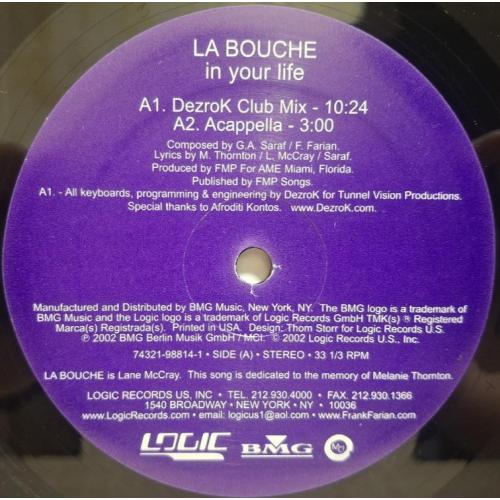 LA BOUCHE
in your life
A1. DezroK Club Mix - 10:24
A2. Acappella - 3:00
Composed by G.A. Saraf / F. Farian.
Lyrics by M. Thornton / L. McCray / Saraf.
Produced by FMP For AME Miami, Florida.
Published by FMP Songs.
A1. - All keyboards, programming & engineering by DezroK for Tunnel Vision Productions.
Special thanks to Afroditi Kontos. www.DezroK.com.
Manufactured and Distributed by BMG Music, New York, NY. The BMG logo is a trademark of
BMG Music and the Logic logo is a trademark of Logic Records GmbH TMK(s) ® Registered
Marca(s) Registrada(s). Printed in USA. Design: Thom Storr for Logic Records U.S.
℗ 2002 BMG Berlin Musik GmbH / MCI. © 2002 Logic Records U.S., Inc.
74321-98814-1 • SIDE (A) • STEREO • 33 1/3 RPM
LA BOUCHE is Lane McCray. This song is dedicated to the memory of Melanie Thornton.
LOGIC RECORDS US, INC • TEL. 212.930.4000 • FAX. 212.930.1366
1540 BROADWAY • NEW YORK • NY • 10036
www.LogicRecords.com • email: logicus1@aol.com • www.FrankFarian.com
LOGIC BMG